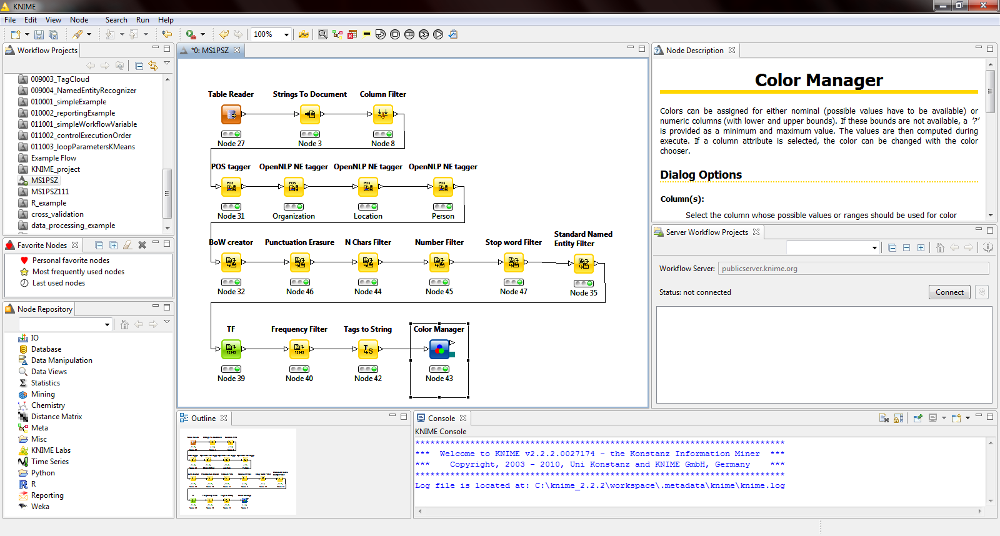 KNIME
File Edit View Node Search Run Help
100%
Workflow Projects
009003_TagCloud
009004_NamedEntityRecognizer
010001_simpleExample
010002_reportingExample
011001_simpleWorkflowVariable
011002_controlExecutionOrder
011003_loopParametersKMeans
Example Flow
KNIME_project
MS1PSZ
MS1PSZ111
R_example
cross_validation
data_processing_example
Favorite Nodes
Personal favorite nodes
Most frequently used nodes
Last used nodes
Node Repository
IO
Database
Data Manipulation
Data Views
Statistics
Mining
Chemistry
Distance Matrix
Meta
Misc
KNIME Labs
Time Series
Python
R
Reporting
Weka
*0: MS1PSZ
Table Reader Strings To Document Column Filter
Node 27 Node 3 Node 8
POS tagger OpenNLP NE tagger OpenNLP NE tagger OpenNLP NE tagger
Node 31 Organization Location Person
BoW creator Punctuation Erasure N Chars Filter Number Filter Stop word Filter Standard Named
Entity Filter
Node 32 Node 46 Node 44 Node 45 Node 47 Node 35
TF Frequency Filter Tags to String Color Manager
Node 39 Node 40 Node 42 Node 43
Outline
Console
KNIME Console
***************************************************************************
*** Welcome to KNIME v2.2.2.0027174 - the Konstanz Information Miner ***
*** Copyright, 2003 - 2010, Uni Konstanz and KNIME GmbH, Germany ***
***************************************************************************
Log file is located at: C:\knime_2.2.2\workspace\.metadata\knime\knime.log
Node Description
Color Manager
Colors can be assigned for either nominal (possible values have to be available) or
numeric columns (with lower and upper bounds). If these bounds are not available, a '?'
is provided as a minimum and maximum value. The values are then computed during
execute. If a column attribute is selected, the color can be changed with the color
chooser.
Dialog Options
Column(s):
Select the column whose possible values or ranges should be used for color
Server Workflow Projects
Workflow Server: publicserver.knime.org
Status: not connected
Connect